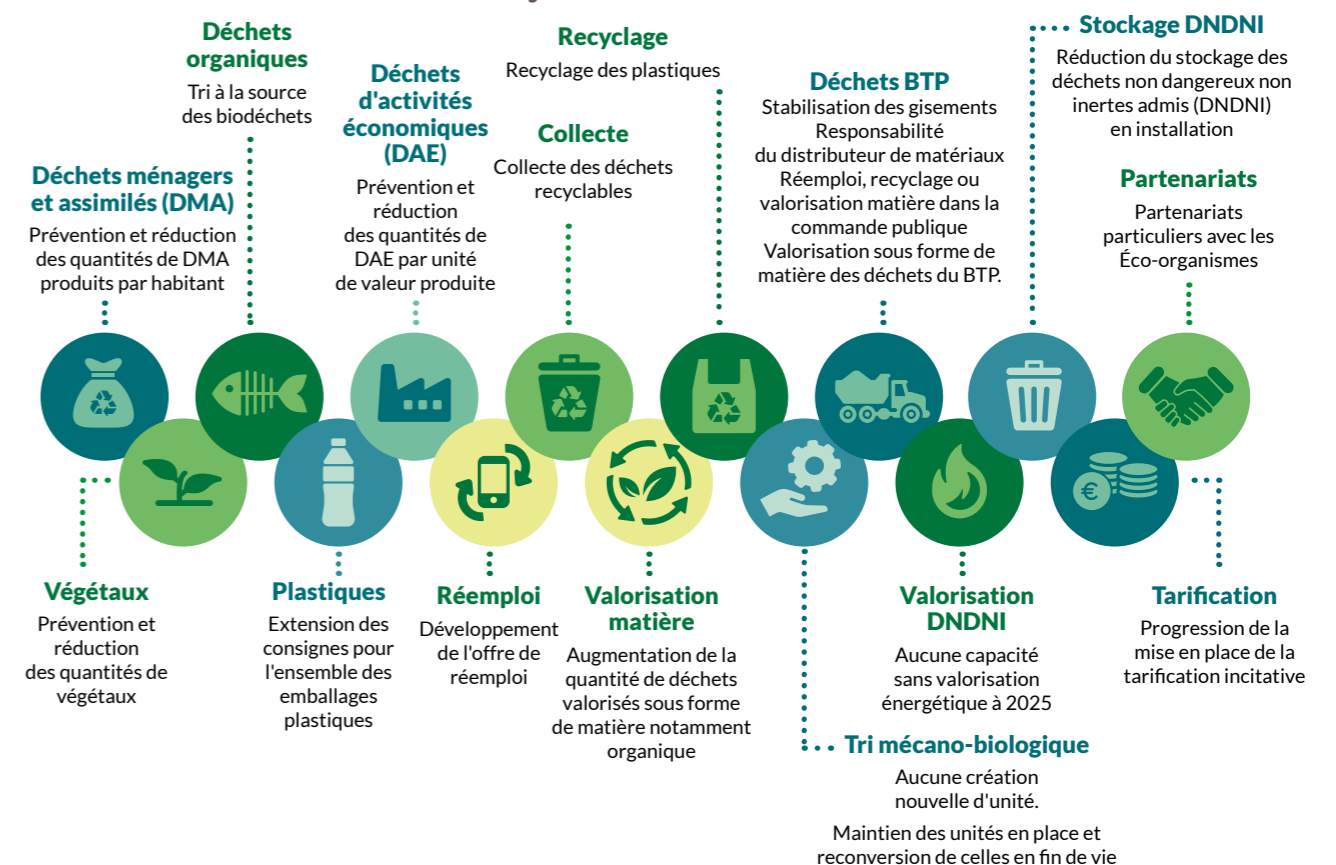 Déchets ménagers
et assimilés (DMA)
Prévention et réduction
des quantités de DMA
produits par habitant
Végétaux
Prévention et
réduction
des quantités de
végétaux
Déchets
organiques
Tri à la source
des biodéchets
Plastiques
Extension des
consignes pour
l'ensemble des
emballages
plastiques
Déchets
d'activités
économiques
(DAE)
Prévention et
réduction
des quantités de
DAE par unité
de valeur produite
Réemploi
Développement
de l'offre de
réemploi
Collecte
Collecte des déchets
recyclables
Valorisation
matière
Augmentation de la
quantité de déchets
valorisés sous forme
de matière notamment
organique
Recyclage
Recyclage des plastiques
Tri mécano-biologique
Aucune création
nouvelle d'unité.
Maintien des unités en place et
reconversion de celles en fin de vie
Déchets BTP
Stabilisation des gisements
Responsabilité
du distributeur de matériaux
Réemploi, recyclage ou
valorisation matière dans la
commande publique
Valorisation sous forme de
matière des déchets du BTP.
Valorisation
DNDNI
Aucune capacité
sans valorisation
énergétique à 2025
Stockage DNDNI
Réduction du stockage des
déchets non dangereux non
inertes admis (DNDNI)
en installation
€
Tarification
Progression de la
mise en place de la
tarification incitative
Partenariats
Partenariats
particuliers avec les
Éco-organismes